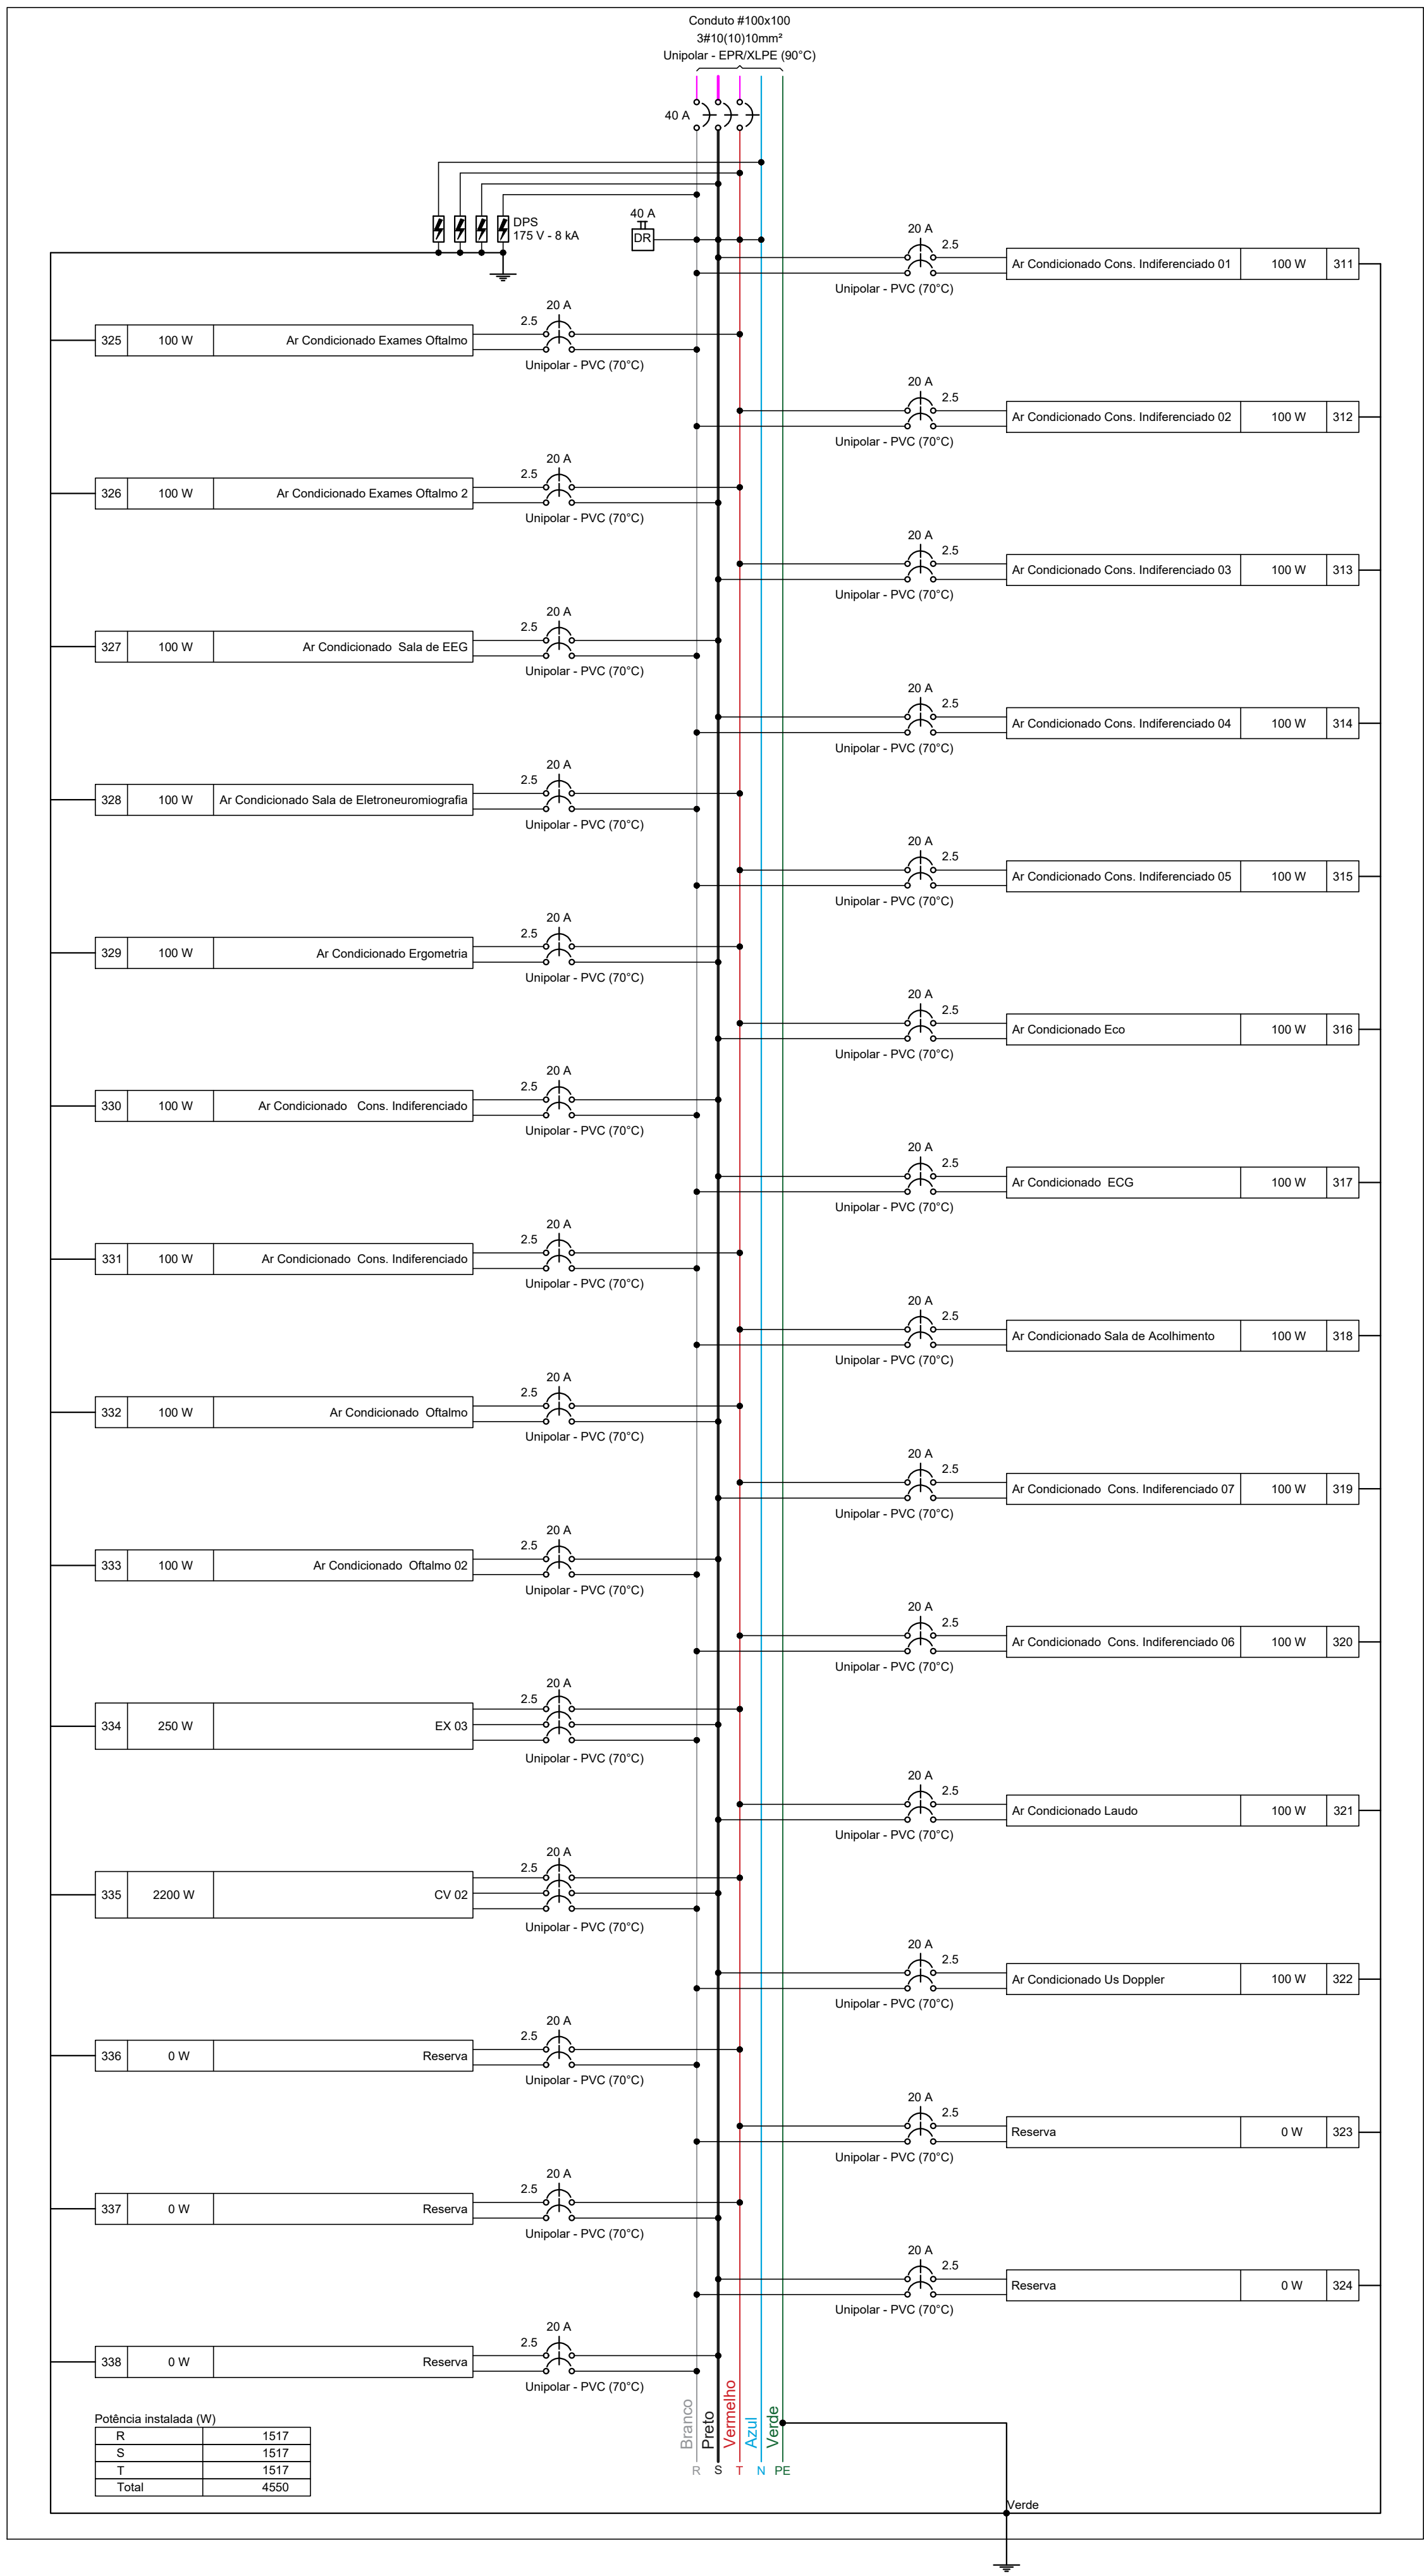 Conduto #100x100
3#10(10)10mm²
Unipolar - EPR/XLPE (90°C)
40 A
DPS
175 V - 8 kA
40 A
DR
20 A
2.5
Ar Condicionado Cons. Indiferenciado 01 100 W 311
Unipolar - PVC (70°C)
20 A
2.5
325 100 W Ar Condicionado Exames Oftalmo
Unipolar - PVC (70°C)
20 A
2.5
Ar Condicionado Cons. Indiferenciado 02 100 W 312
Unipolar - PVC (70°C)
20 A
2.5
326 100 W Ar Condicionado Exames Oftalmo 2
Unipolar - PVC (70°C)
20 A
2.5
Ar Condicionado Cons. Indiferenciado 03 100 W 313
Unipolar - PVC (70°C)
20 A
2.5
327 100 W Ar Condicionado Sala de EEG
Unipolar - PVC (70°C)
20 A
2.5
Ar Condicionado Cons. Indiferenciado 04 100 W 314
Unipolar - PVC (70°C)
20 A
2.5
328 100 W Ar Condicionado Sala de Eletroneuromiografia
Unipolar - PVC (70°C)
20 A
2.5
Ar Condicionado Cons. Indiferenciado 05 100 W 315
Unipolar - PVC (70°C)
20 A
2.5
329 100 W Ar Condicionado Ergometria
Unipolar - PVC (70°C)
20 A
2.5
Ar Condicionado Eco 100 W 316
Unipolar - PVC (70°C)
20 A
2.5
330 100 W Ar Condicionado Cons. Indiferenciado
Unipolar - PVC (70°C)
20 A
2.5
Ar Condicionado ECG 100 W 317
Unipolar - PVC (70°C)
20 A
2.5
331 100 W Ar Condicionado Cons. Indiferenciado
Unipolar - PVC (70°C)
20 A
2.5
Ar Condicionado Sala de Acolhimento 100 W 318
Unipolar - PVC (70°C)
20 A
2.5
332 100 W Ar Condicionado Oftalmo
Unipolar - PVC (70°C)
20 A
2.5
Ar Condicionado Cons. Indiferenciado 07 100 W 319
Unipolar - PVC (70°C)
20 A
2.5
333 100 W Ar Condicionado Oftalmo 02
Unipolar - PVC (70°C)
20 A
2.5
Ar Condicionado Cons. Indiferenciado 06 100 W 320
Unipolar - PVC (70°C)
20 A
2.5
334 250 W EX 03
Unipolar - PVC (70°C)
20 A
2.5
Ar Condicionado Laudo 100 W 321
Unipolar - PVC (70°C)
20 A
2.5
335 2200 W CV 02
Unipolar - PVC (70°C)
20 A
2.5
Ar Condicionado Us Doppler 100 W 322
Unipolar - PVC (70°C)
20 A
2.5
336 0 W Reserva
Unipolar - PVC (70°C)
20 A
2.5
Reserva 0 W 323
Unipolar - PVC (70°C)
20 A
2.5
337 0 W Reserva
Unipolar - PVC (70°C)
20 A
2.5
Reserva 0 W 324
Unipolar - PVC (70°C)
20 A
2.5
338 0 W Reserva
Unipolar - PVC (70°C)
Branco
Preto
Vermelho
Azul
Verde
R S T N PE
Potência instalada (W)
R 1517
S 1517
T 1517
Total 4550
Verde